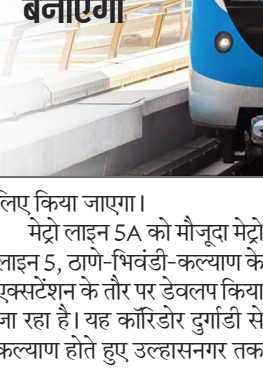 बनाएगा
लिए किया जाएगा।
मेट्रो लाइन 5A को मौजूदा मेट्रो
लाइन 5, ठाणे-भिवंडी-कल्याण के
एक्सटेंशन के तौर पर डेवलप किया
जा रहा है। यह कॉरिडोर दुर्गाडी से
कल्याण होते हुए उल्हासनगर तक